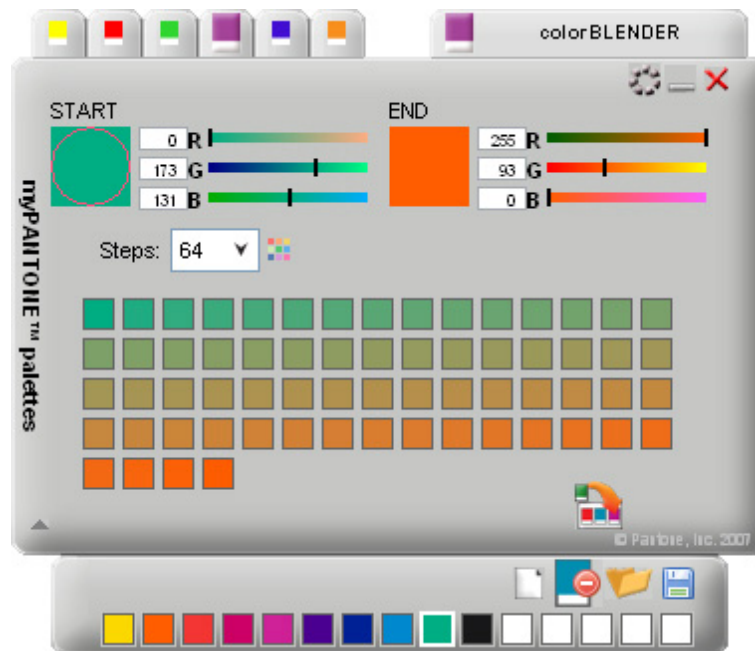 colorBLENDER
START
END
0 R
173 G
131 B
255 R
93 G
0 B
Steps: 64
myPANTONE™ palettes
© Pantone, Inc. 2007